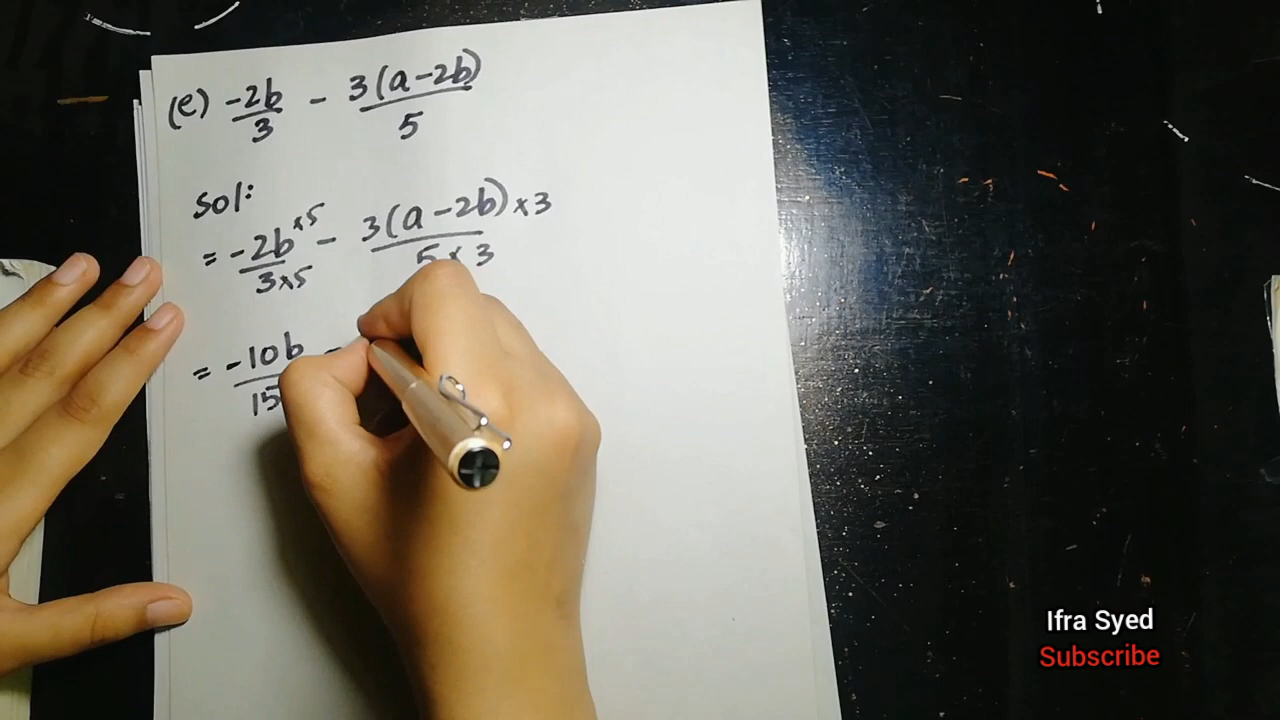 (e) -2b/3 - 3(a-2b)/5
Sol:
= -2b×5/3×5 - 3(a-2b)×3/5×3
= -10b/15 -
Ifra Syed
Subscribe